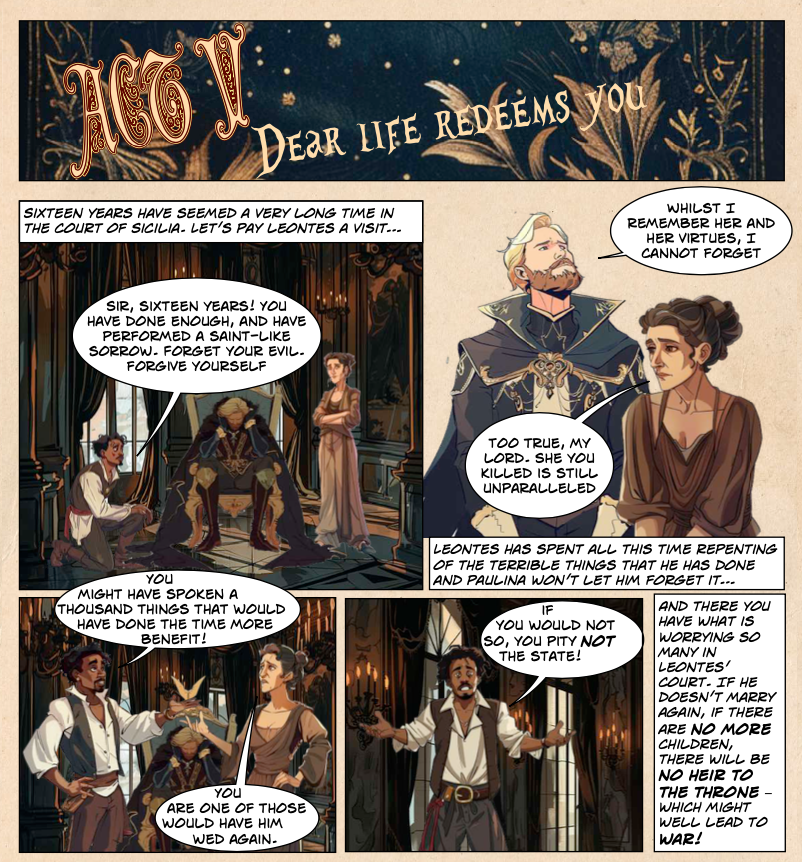 ACT V
DEAR LIFE REDEEMS YOU
SIXTEEN YEARS HAVE SEEMED A VERY LONG TIME IN
THE COURT OF SICILIA. LET'S PAY LEONTES A VISIT...
SIR, SIXTEEN YEARS! YOU
HAVE DONE ENOUGH, AND HAVE
PERFORMED A SAINT-LIKE
SORROW. FORGET YOUR EVIL.
FORGIVE YOURSELF
WHILST I
REMEMBER HER AND
HER VIRTUES, I
CANNOT FORGET
TOO TRUE, MY
LORD. SHE YOU
KILLED IS STILL
UNPARALLELED
LEONTES HAS SPENT ALL THIS TIME REPENTING
OF THE TERRIBLE THINGS THAT HE HAS DONE
AND PAULINA WON'T LET HIM FORGET IT...
YOU
MIGHT HAVE SPOKEN A
THOUSAND THINGS THAT WOULD
HAVE DONE THE TIME MORE
BENEFIT!
YOU
ARE ONE OF THOSE
WOULD HAVE HIM
WED AGAIN.
IF
YOU WOULD NOT
SO, YOU PITY NOT
THE STATE!
AND THERE YOU
HAVE WHAT IS
WORRYING SO
MANY IN
LEONTES'
COURT. IF HE
DOESN'T MARRY
AGAIN, IF THERE
ARE NO MORE
CHILDREN,
THERE WILL BE
NO HEIR TO
THE THRONE -
WHICH MIGHT
WELL LEAD TO
WAR!